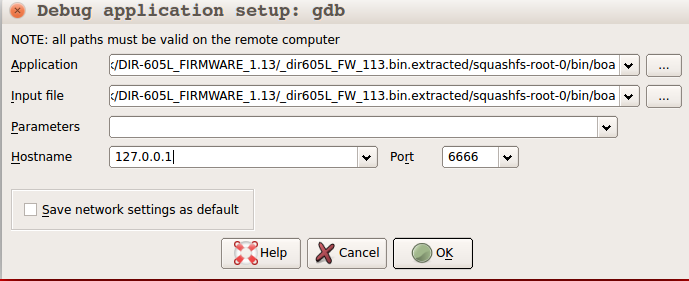 Debug application setup: gdb
NOTE: all paths must be valid on the remote computer
Application :/DIR-605L_FIRMWARE_1.13/_dir605L_FW_113.bin.extracted/squashfs-root-0/bin/boa ...
Input file :/DIR-605L_FIRMWARE_1.13/_dir605L_FW_113.bin.extracted/squashfs-root-0/bin/boa ...
Parameters
Hostname 127.0.0.1 Port 6666
Save network settings as default
Help Cancel OK